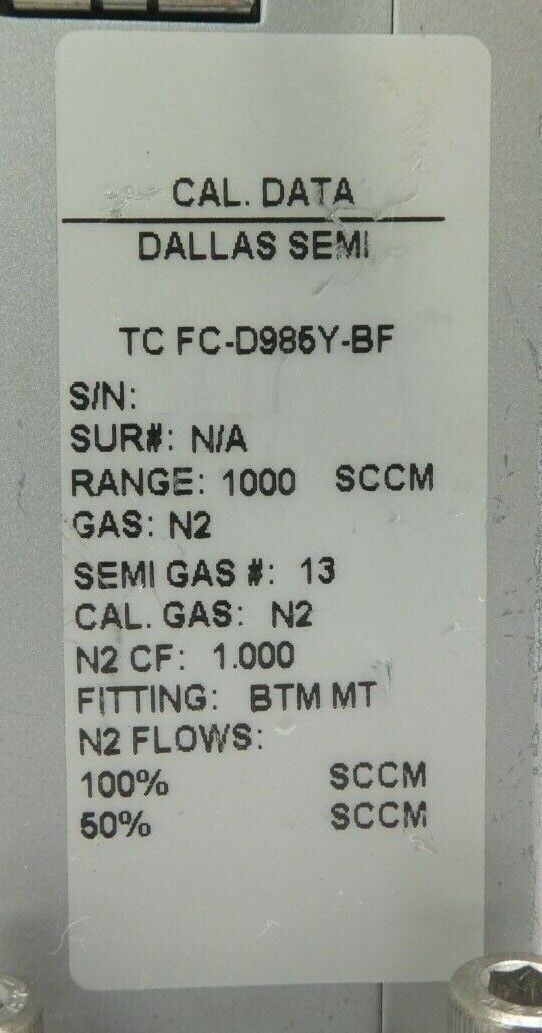 CAL. DATA
DALLAS SEMI
TC FC-D985Y-BF
S/N:
SUR#: N/A
RANGE: 1000 SCCM
GAS: N2
SEMI GAS #: 13
CAL. GAS: N2
N2 CF: 1.000
FITTING: BTM MT
N2 FLOWS:
100% SCCM
50% SCCM